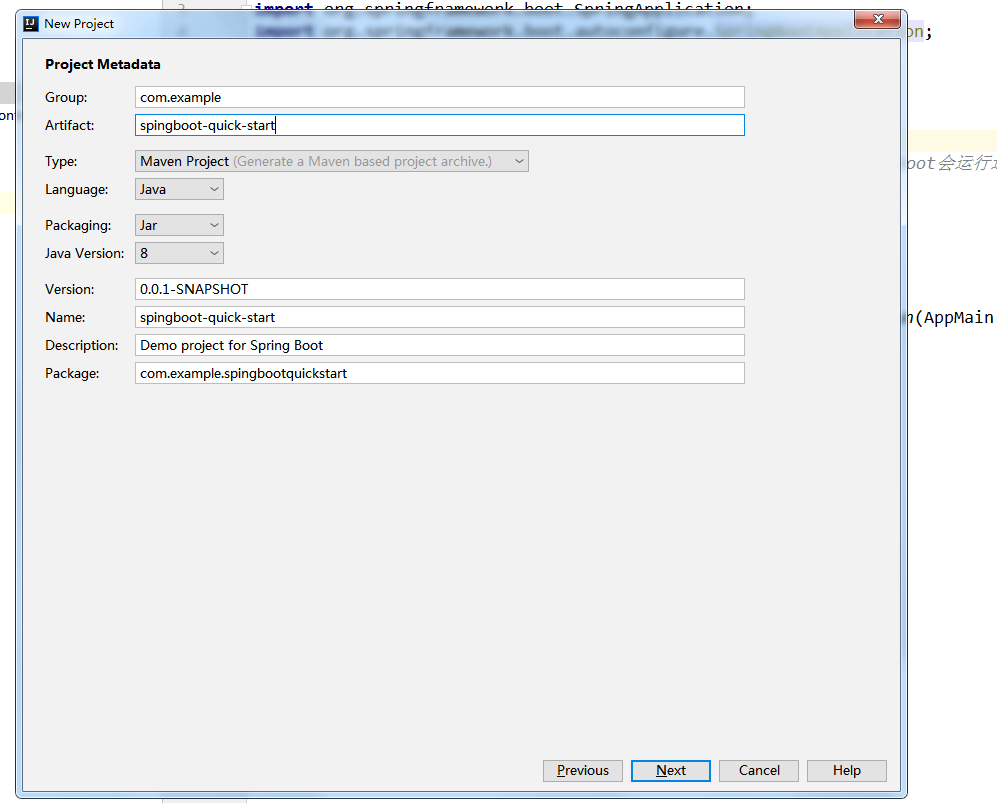 2
import org.springframework.boot.SpringApplication;
New Project
import org.springframework.boot.autoconfigure.SpringBootApplication;
Project Metadata
Group: com.example
Artifact: spingboot-quick-start
ont
Type: Maven Project (Generate a Maven based project archive.)
oot会运行
Language: Java
Packaging: Jar
Java Version: 8
Version: 0.0.1-SNAPSHOT
Name: spingboot-quick-start
n(AppMain
Description: Demo project for Spring Boot
Package: com.example.spingbootquickstart
Previous Next Cancel Help